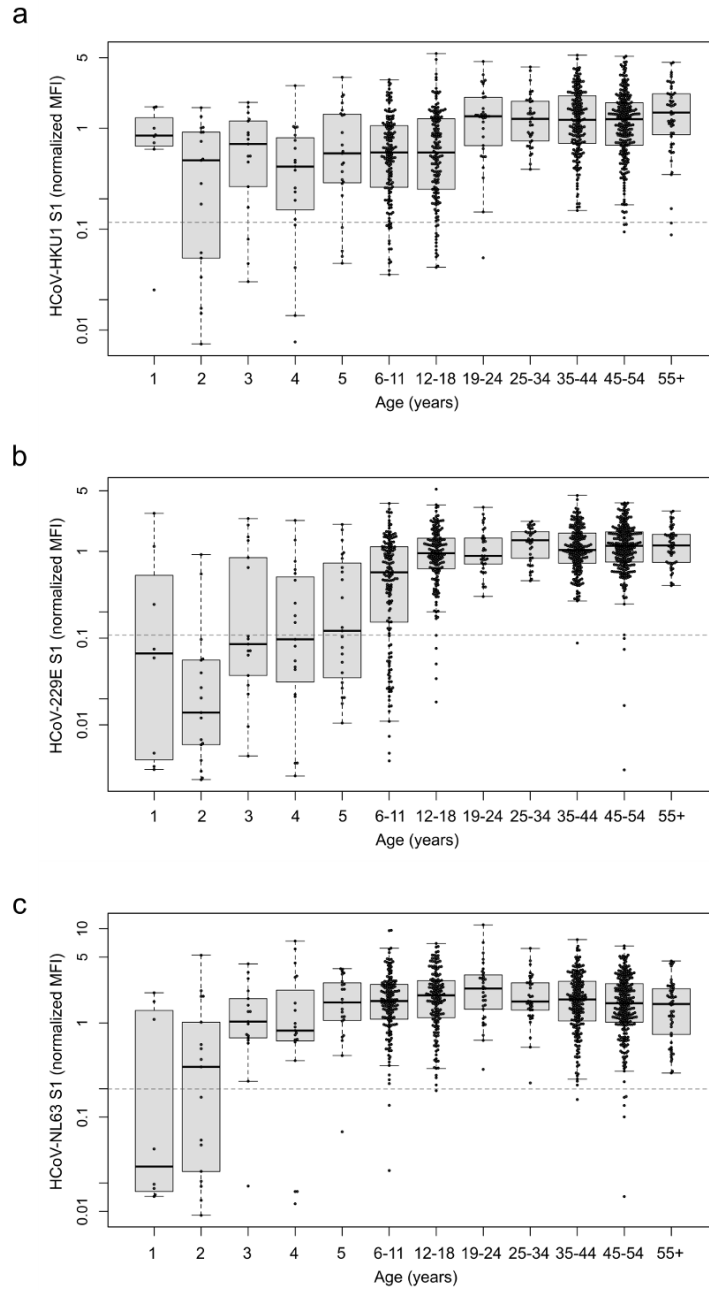 a
HCoV-HKU1 S1 (normalized MFI)
5
1
0.1
0.01
1 2 3 4 5 6-11 12-18 19-24 25-34 35-44 45-54 55+
Age (years)
b
HCoV-229E S1 (normalized MFI)
5
1
0.1
0.01
1 2 3 4 5 6-11 12-18 19-24 25-34 35-44 45-54 55+
Age (years)
c
HCoV-NL63 S1 (normalized MFI)
10
5
1
0.1
0.01
1 2 3 4 5 6-11 12-18 19-24 25-34 35-44 45-54 55+
Age (years)